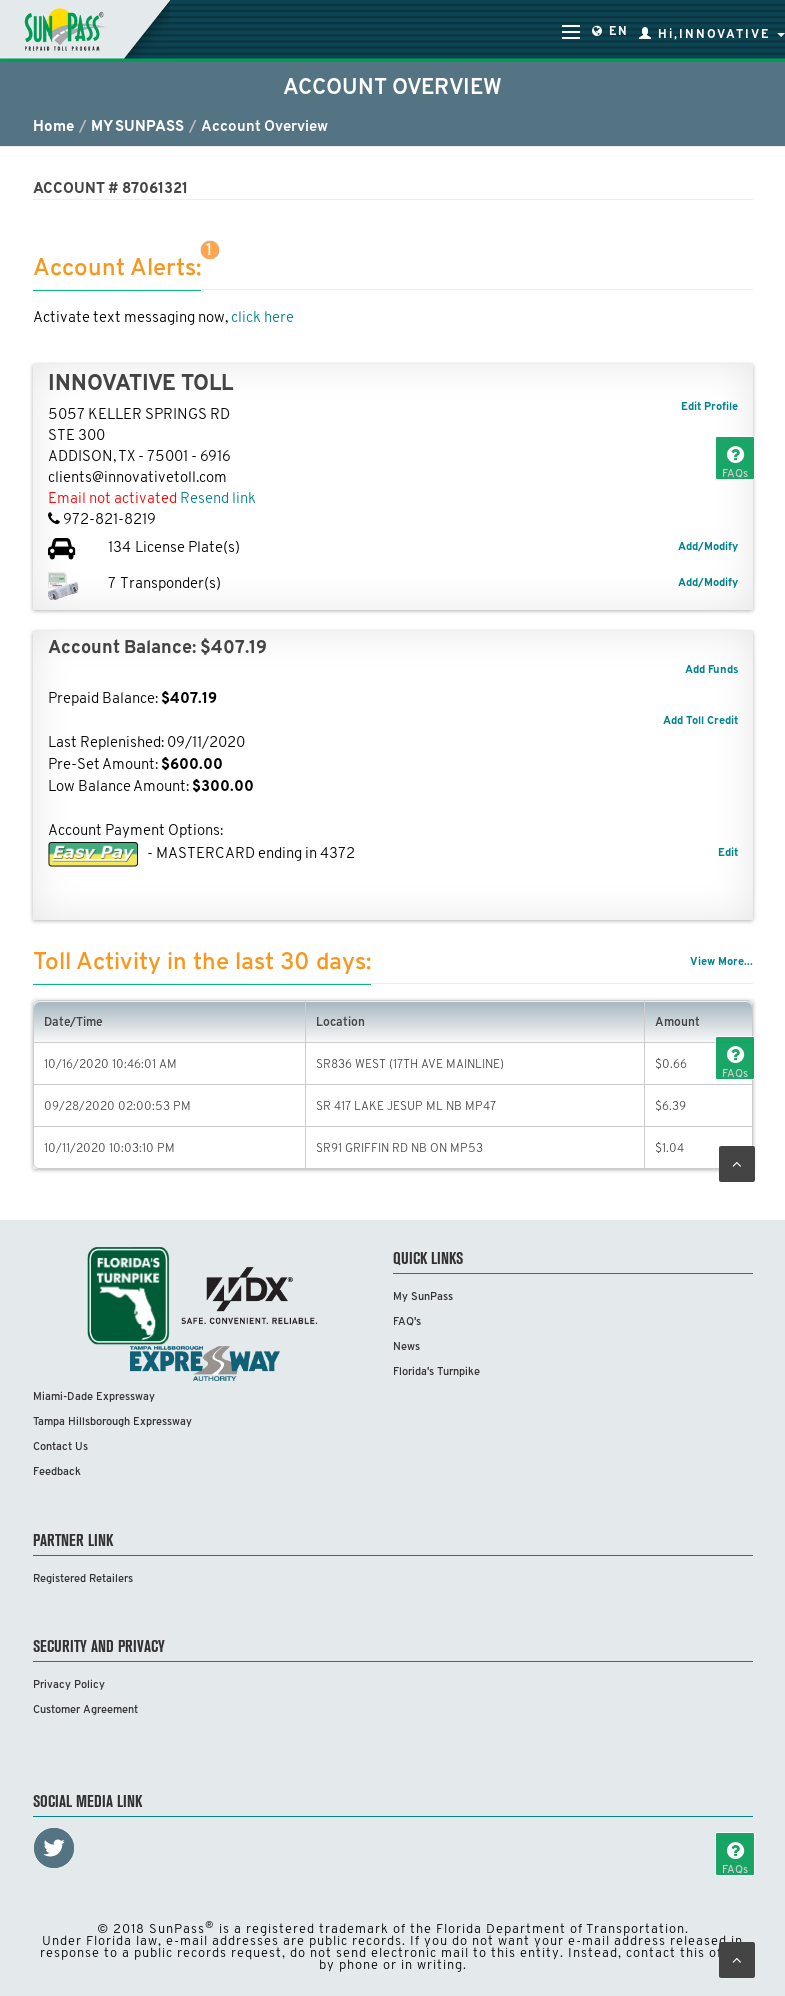 SUNPASS®
PREPAID TOLL PROGRAM
EN
Hi,INNOVATIVE
ACCOUNT OVERVIEW
Home / MY SUNPASS / Account Overview
ACCOUNT # 87061321
Account Alerts: 1
Activate text messaging now, click here
INNOVATIVE TOLL
Edit Profile
5057 KELLER SPRINGS RD
STE 300
ADDISON, TX - 75001 - 6916
clients@innovativetoll.com
FAQs
Email not activated Resend link
972-821-8219
134 License Plate(s) Add/Modify
7 Transponder(s) Add/Modify
Account Balance: $407.19
Add Funds
Prepaid Balance: $407.19
Add Toll Credit
Last Replenished: 09/11/2020
Pre-Set Amount: $600.00
Low Balance Amount: $300.00
Account Payment Options:
Easy Pay - MASTERCARD ending in 4372 Edit
Toll Activity in the last 30 days: View More...
Date/Time Location Amount
10/16/2020 10:46:01 AM SR836 WEST (17TH AVE MAINLINE) $0.66
FAQs
09/28/2020 02:00:53 PM SR 417 LAKE JESUP ML NB MP47 $6.39
10/11/2020 10:03:10 PM SR91 GRIFFIN RD NB ON MP53 $1.04
FLORIDA'S
TURNPIKE
MDX®
SAFE. CONVENIENT. RELIABLE.
TAMPA HILLSBOROUGH
EXPRESSWAY
AUTHORITY
QUICK LINKS
My SunPass
FAQ's
News
Florida's Turnpike
Miami-Dade Expressway
Tampa Hillsborough Expressway
Contact Us
Feedback
PARTNER LINK
Registered Retailers
SECURITY AND PRIVACY
Privacy Policy
Customer Agreement
SOCIAL MEDIA LINK
FAQs
© 2018 SunPass® is a registered trademark of the Florida Department of Transportation.
Under Florida law, e-mail addresses are public records. If you do not want your e-mail address released in
response to a public records request, do not send electronic mail to this entity. Instead, contact this
by phone or in writing.